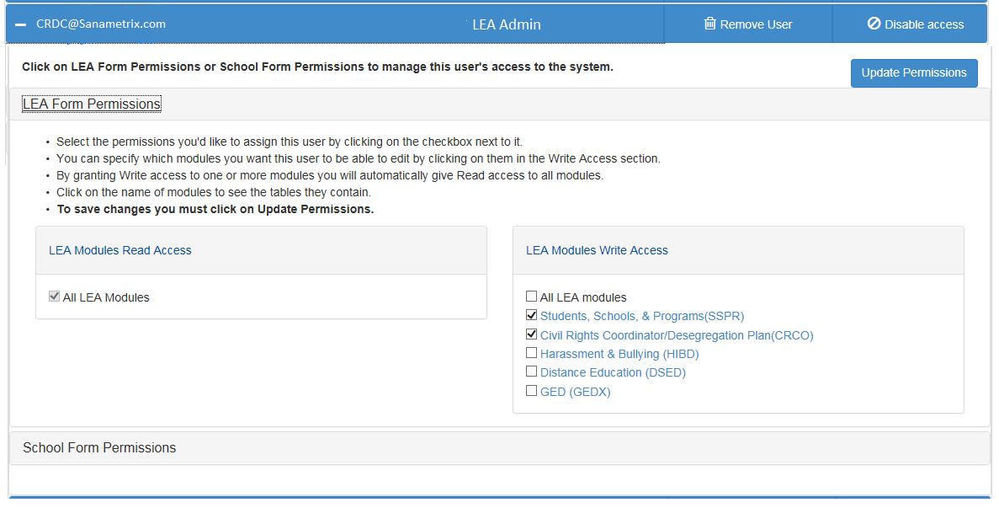 CRDC@Sanametrix.com LEA Admin Remove User Disable access
Click on LEA Form Permissions or School Form Permissions to manage this user's access to the system.
Update Permissions
LEA Form Permissions
• Select the permissions you'd like to assign this user by clicking on the checkbox next to it.
• You can specify which modules you want this user to be able to edit by clicking on them in the Write Access section.
• By granting Write access to one or more modules you will automatically give Read access to all modules.
• Click on the name of modules to see the tables they contain.
• To save changes you must click on Update Permissions.
LEA Modules Read Access
All LEA Modules
LEA Modules Write Access
All LEA modules
Students, Schools, & Programs(SSPR)
Civil Rights Coordinator/Desegregation Plan(CRCO)
Harassment & Bullying (HIBD)
Distance Education (DSED)
GED (GEDX)
School Form Permissions